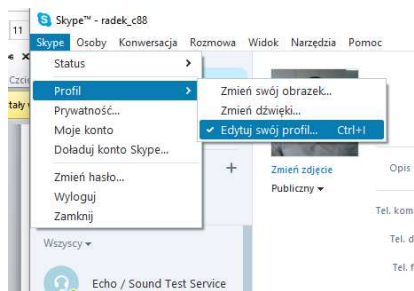 11
Skype™ - radek_c88
Skype Osoby Konwersacja Rozmowa Widok Narzędzia Pomoc
Status
Profil
Prywatność...
Moje konto
Doładuj konto Skype...
Zmień hasło...
Wyloguj
Zamknij
Zmień swój obrazek...
Zmień dźwięki...
Edytuj swój profil... Ctrl+I
Zmień zdjęcie
Publiczny
Opis
Tel. kom
Tel. d
Tel. f
Wszyscy
Echo / Sound Test Service